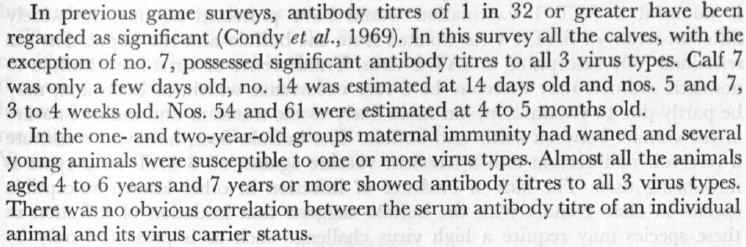 In previous game surveys, antibody titres of 1 in 32 or greater have been
regarded as significant (Condy et al., 1969). In this survey all the calves, with the
exception of no. 7, possessed significant antibody titres to all 3 virus types. Calf 7
was only a few days old, no. 14 was estimated at 14 days old and nos. 5 and 7,
3 to 4 weeks old. Nos. 54 and 61 were estimated at 4 to 5 months old.
In the one- and two-year-old groups maternal immunity had waned and several
young animals were susceptible to one or more virus types. Almost all the animals
aged 4 to 6 years and 7 years or more showed antibody titres to all 3 virus types.
There was no obvious correlation between the serum antibody titre of an individual
animal and its virus carrier status.